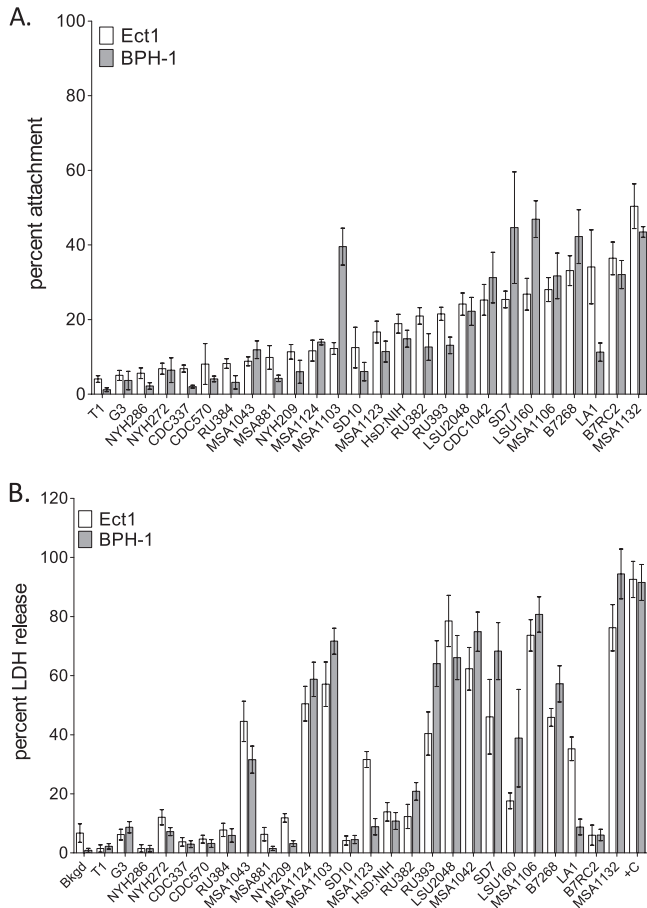 A.
100
80
60
40
20
0
percent attachment
Ect1
BPH-1
T1
G3
NYH286
NYH272
CDC337
CDC570
RU384
MSA1043
MSA881
NYH209
MSA1124
MSA1103
SD10
MSA1123
HsD:NIH
RU382
RU393
LSU2048
CDC1042
SD7
LSU160
MSA1106
B7268
LA1
B7RC2
MSA1132
B.
120
100
80
60
40
20
0
percent LDH release
Ect1
BPH-1
Bkgd
T1
G3
NYH286
NYH272
CDC337
CDC570
RU384
MSA1043
MSA881
NYH209
MSA1124
MSA1103
SD10
MSA1123
HsD:NIH
RU382
RU393
LSU2048
MSA1042
SD7
LSU160
MSA1106
B7268
LA1
B7RC2
MSA1132
+C